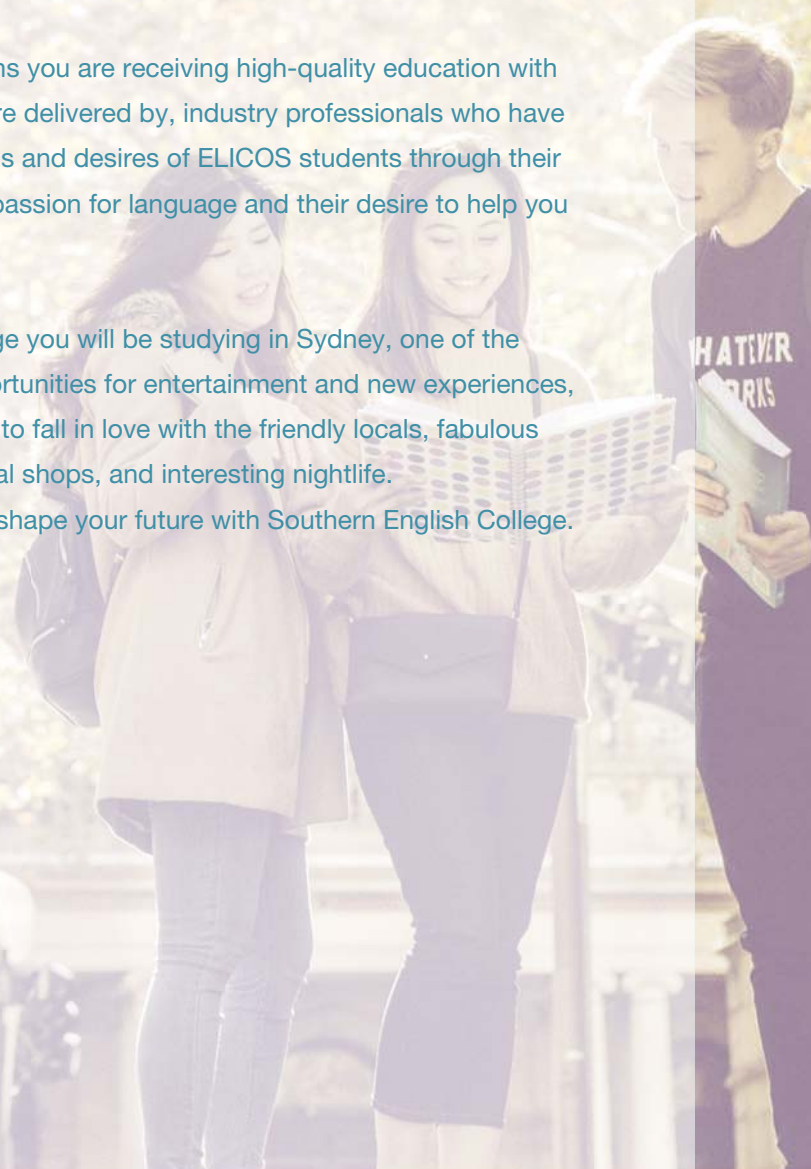 ns you are receiving high-quality education with
re delivered by, industry professionals who have
s and desires of ELICOS students through their
passion for language and their desire to help you
ge you will be studying in Sydney, one of the
ortunities for entertainment and new experiences,
to fall in love with the friendly locals, fabulous
al shops, and interesting nightlife.
shape your future with Southern English College.
HATEVER
ORKS